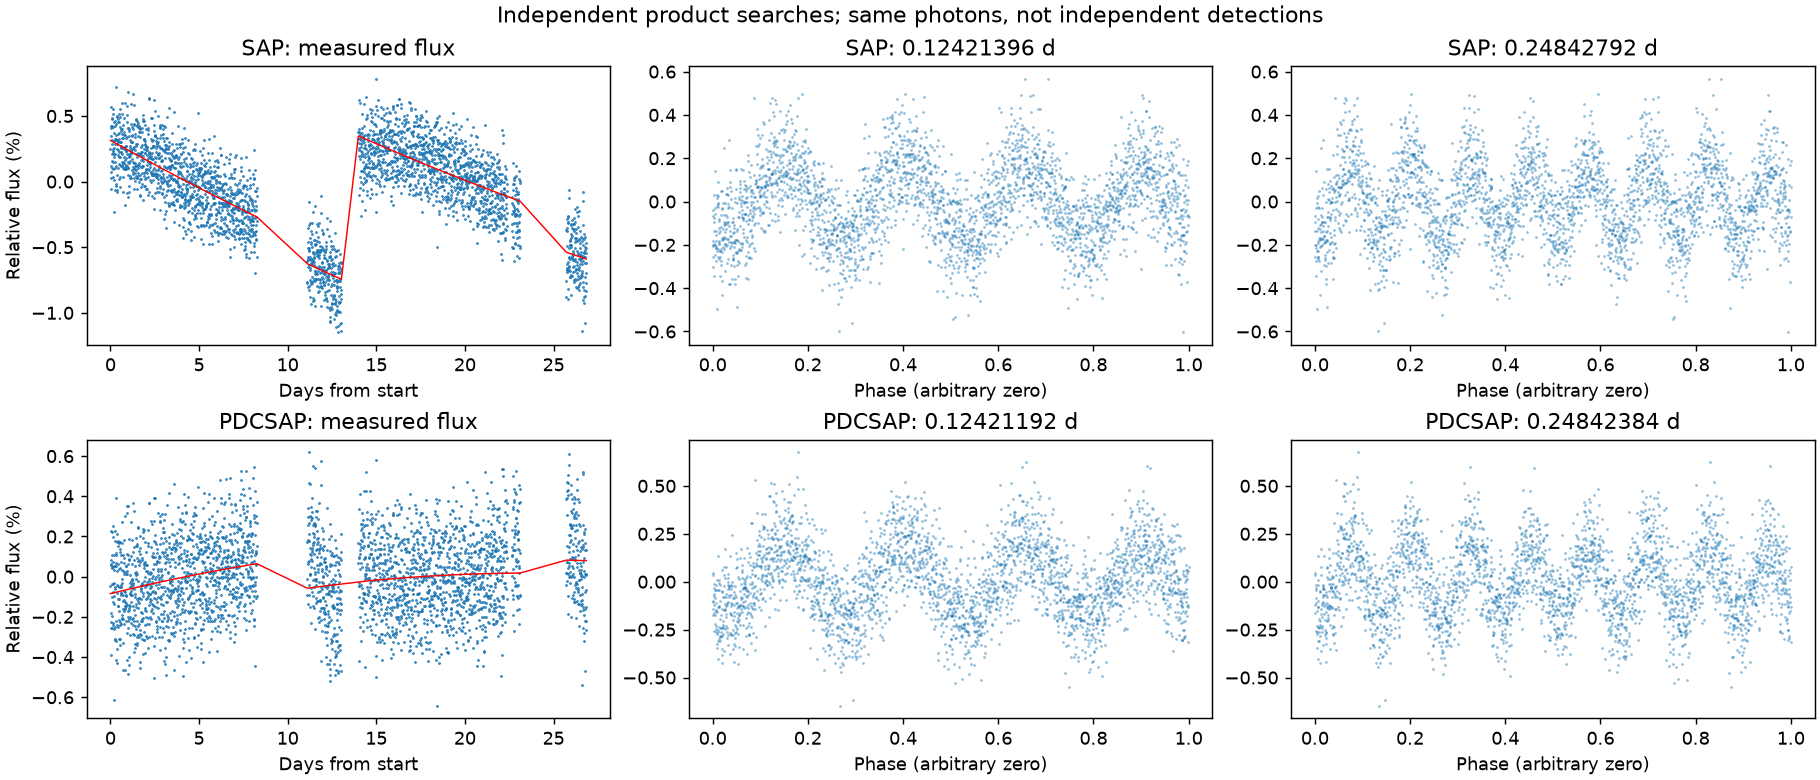 Independent product searches; same photons, not independent detections
SAP: measured flux
SAP: 0.12421396 d
SAP: 0.24842792 d
Relative flux (%)
0.5
0.0
−0.5
−1.0
0 5 10 15 20 25
Days from start
0.6
0.4
0.2
0.0
−0.2
−0.4
−0.6
0.0 0.2 0.4 0.6 0.8 1.0
Phase (arbitrary zero)
0.6
0.4
0.2
0.0
−0.2
−0.4
−0.6
0.0 0.2 0.4 0.6 0.8 1.0
Phase (arbitrary zero)
PDCSAP: measured flux
PDCSAP: 0.12421192 d
PDCSAP: 0.24842384 d
Relative flux (%)
0.6
0.4
0.2
0.0
−0.2
−0.4
−0.6
0 5 10 15 20 25
Days from start
0.50
0.25
0.00
−0.25
−0.50
0.0 0.2 0.4 0.6 0.8 1.0
Phase (arbitrary zero)
0.50
0.25
0.00
−0.25
−0.50
0.0 0.2 0.4 0.6 0.8 1.0
Phase (arbitrary zero)